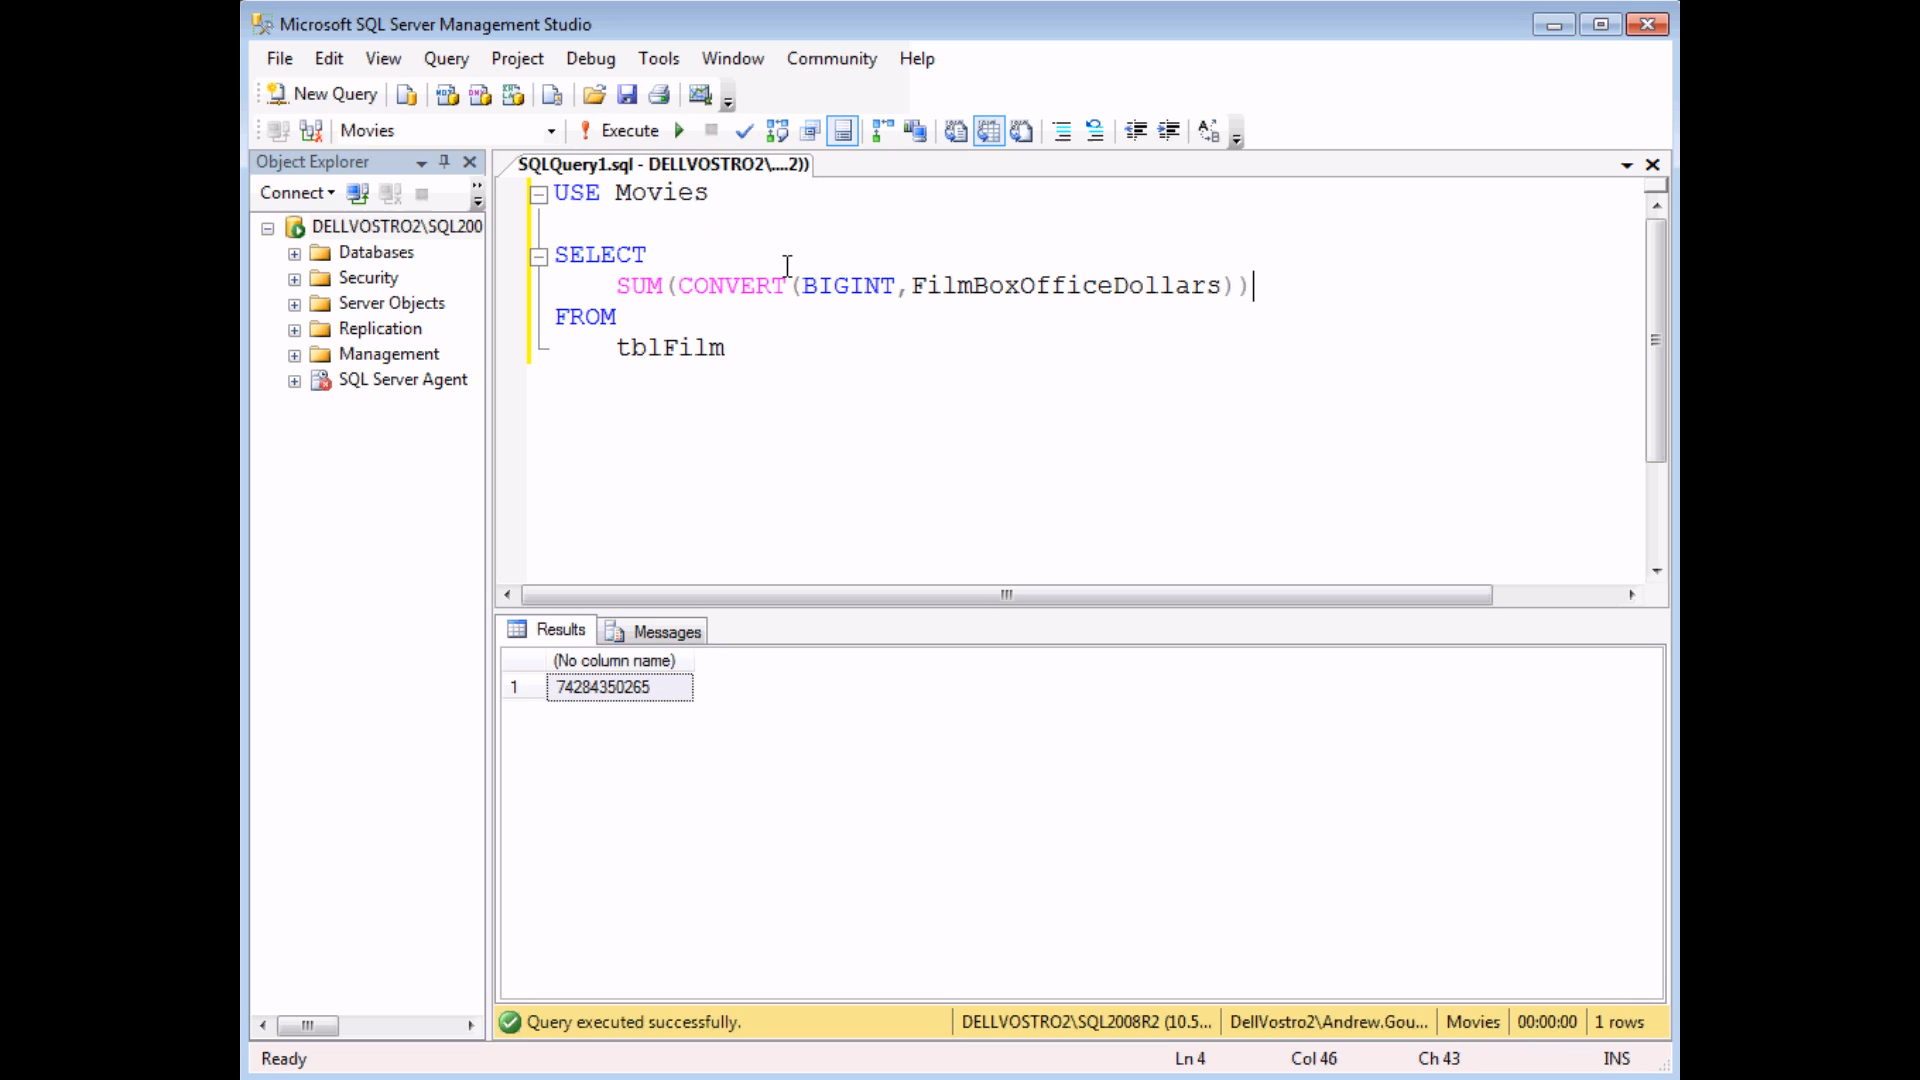 Microsoft SQL Server Management Studio
File Edit View Query Project Debug Tools Window Community Help
New Query
Movies Execute
Object Explorer
SQLQuery1.sql - DELLVOSTRO2\....2))
Connect
DELLVOSTRO2\SQL200
Databases
Security
Server Objects
Replication
Management
SQL Server Agent
USE Movies
SELECT
SUM(CONVERT(BIGINT,FilmBoxOfficeDollars))
FROM
tblFilm
Results Messages
(No column name)
1 74284350265
Query executed successfully. DELLVOSTRO2\SQL2008R2 (10.5... DellVostro2\Andrew.Gou... Movies 00:00:00 1 rows
Ready Ln 4 Col 46 Ch 43 INS